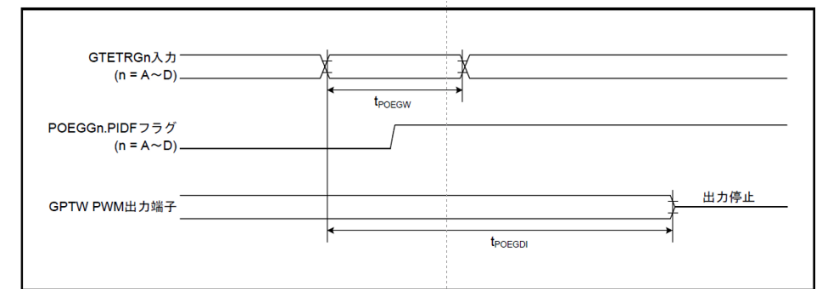 GTETRGn入力
(n = A～D)
tPOEGW
POEGGn.PIDFフラグ
(n = A～D)
GPTW PWM出力端子
出力停止
tPOEGDI